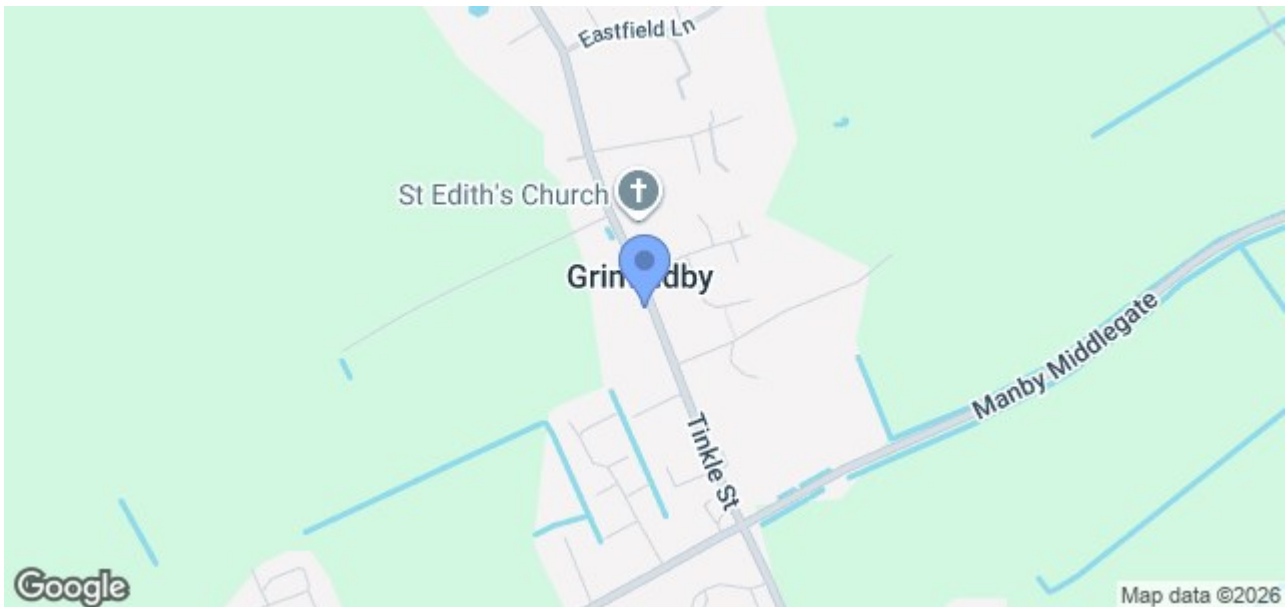 Eastfield Ln
St Edith's Church
Manby Middlegate
Tinkle St
Google
Map data ©2026